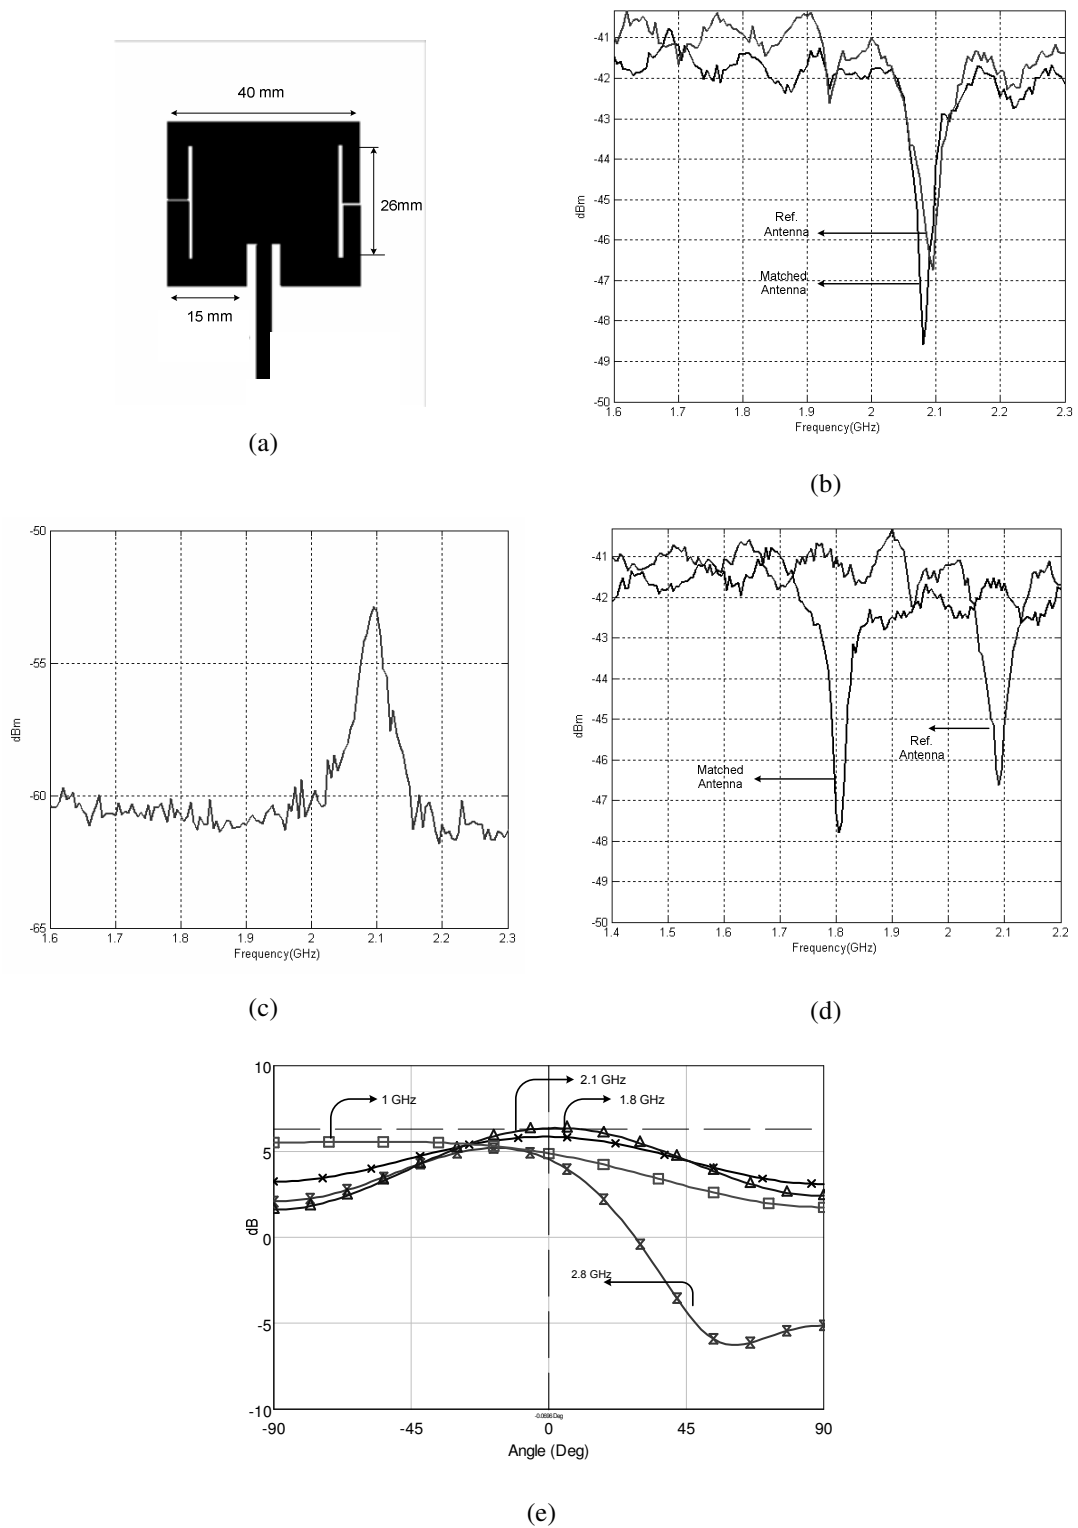 40 mm
26mm
15 mm
(a)
-41
-42
-43
-44
-45
-46
-47
-48
-49
-50
dBm
Ref.
Antenna
Matched
Antenna
1.6 1.7 1.8 1.9 2 2.1 2.2 2.3
Frequency(GHz)
(b)
-50
-55
-60
-65
dBm
1.6 1.7 1.8 1.9 2 2.1 2.2 2.3
Frequency(GHz)
(c)
-41
-42
-43
-44
-45
-46
-47
-48
-49
-50
dBm
Ref.
Antenna
Matched
Antenna
1.4 1.5 1.6 1.7 1.8 1.9 2 2.1 2.2
Frequency(GHz)
(d)
10
5
0
-5
-10
dB
2.1 GHz
1 GHz
1.8 GHz
2.8 GHz
-90 -45 0 45 90
Angle (Deg)
(e)